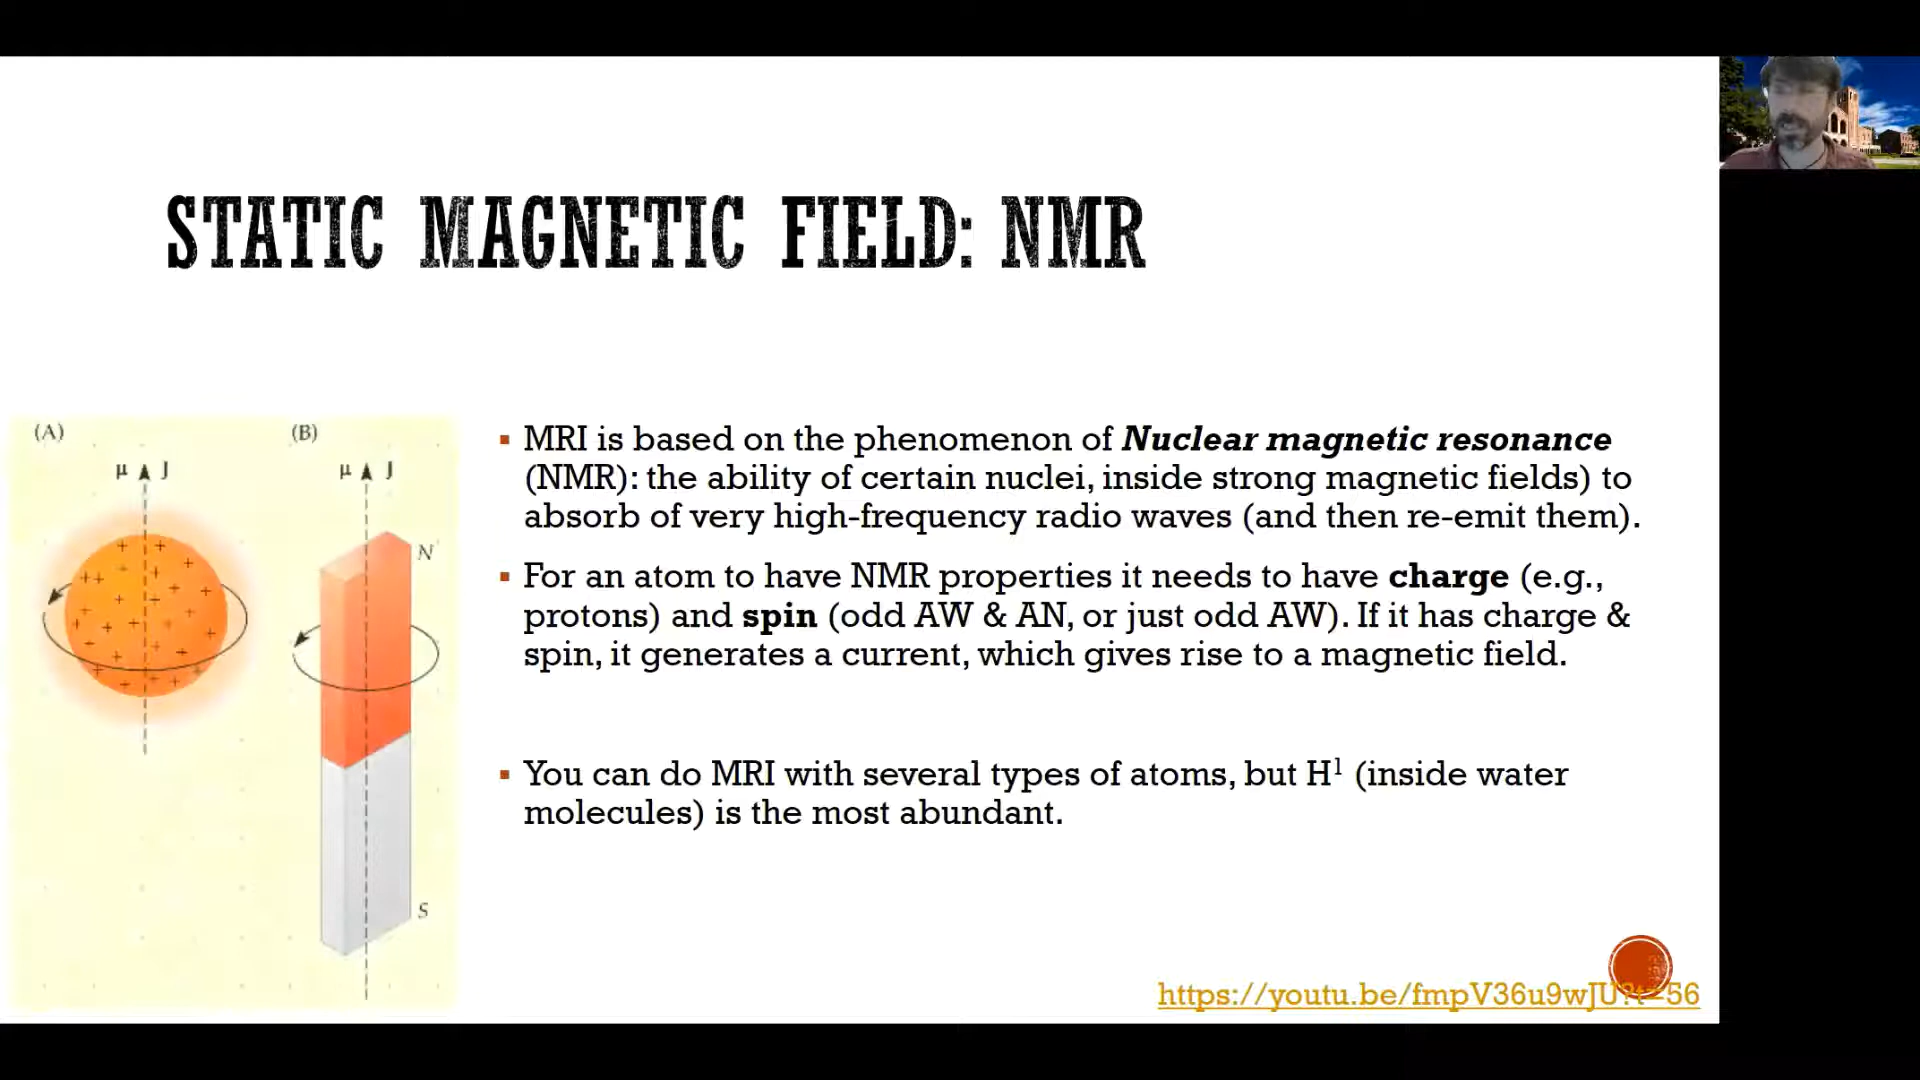 STATIC MAGNETIC FIELD: NMR
(A)
(B)
μ J
μ J
N
S
▪ MRI is based on the phenomenon of Nuclear magnetic resonance
(NMR): the ability of certain nuclei, inside strong magnetic fields) to
absorb of very high-frequency radio waves (and then re-emit them).
▪ For an atom to have NMR properties it needs to have charge (e.g.,
protons) and spin (odd AW & AN, or just odd AW). If it has charge &
spin, it generates a current, which gives rise to a magnetic field.
▪ You can do MRI with several types of atoms, but H¹ (inside water
molecules) is the most abundant.
https://youtu.be/fmpV36u9wJU?t=56